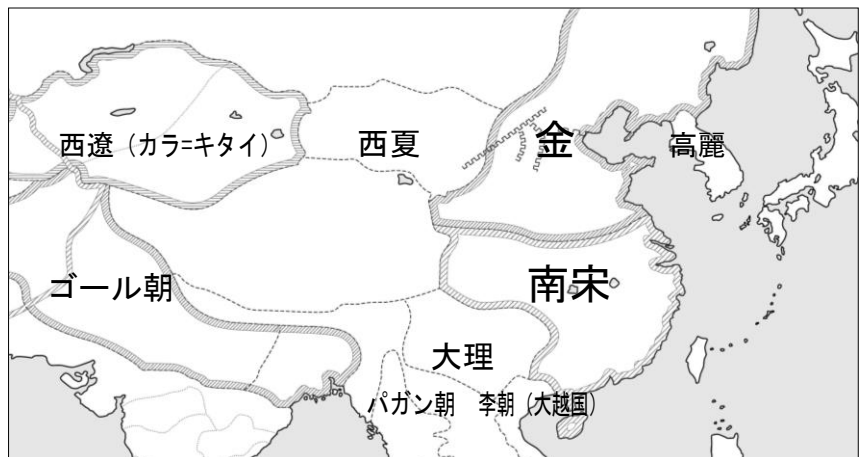 西遼（カラ=キタイ）
西夏
金
高麗
ゴール朝
南宋
大理
パガン朝
李朝（大越国）